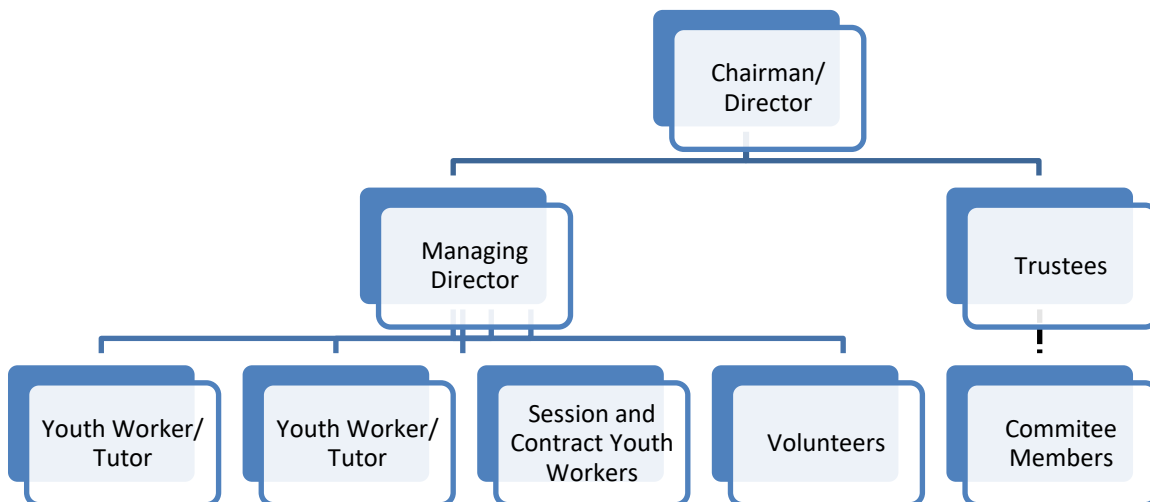 Chairman/
Director
Managing
Director
Trustees
Youth Worker/
Tutor
Youth Worker/
Tutor
Session and
Contract Youth
Workers
Volunteers
Commitee
Members